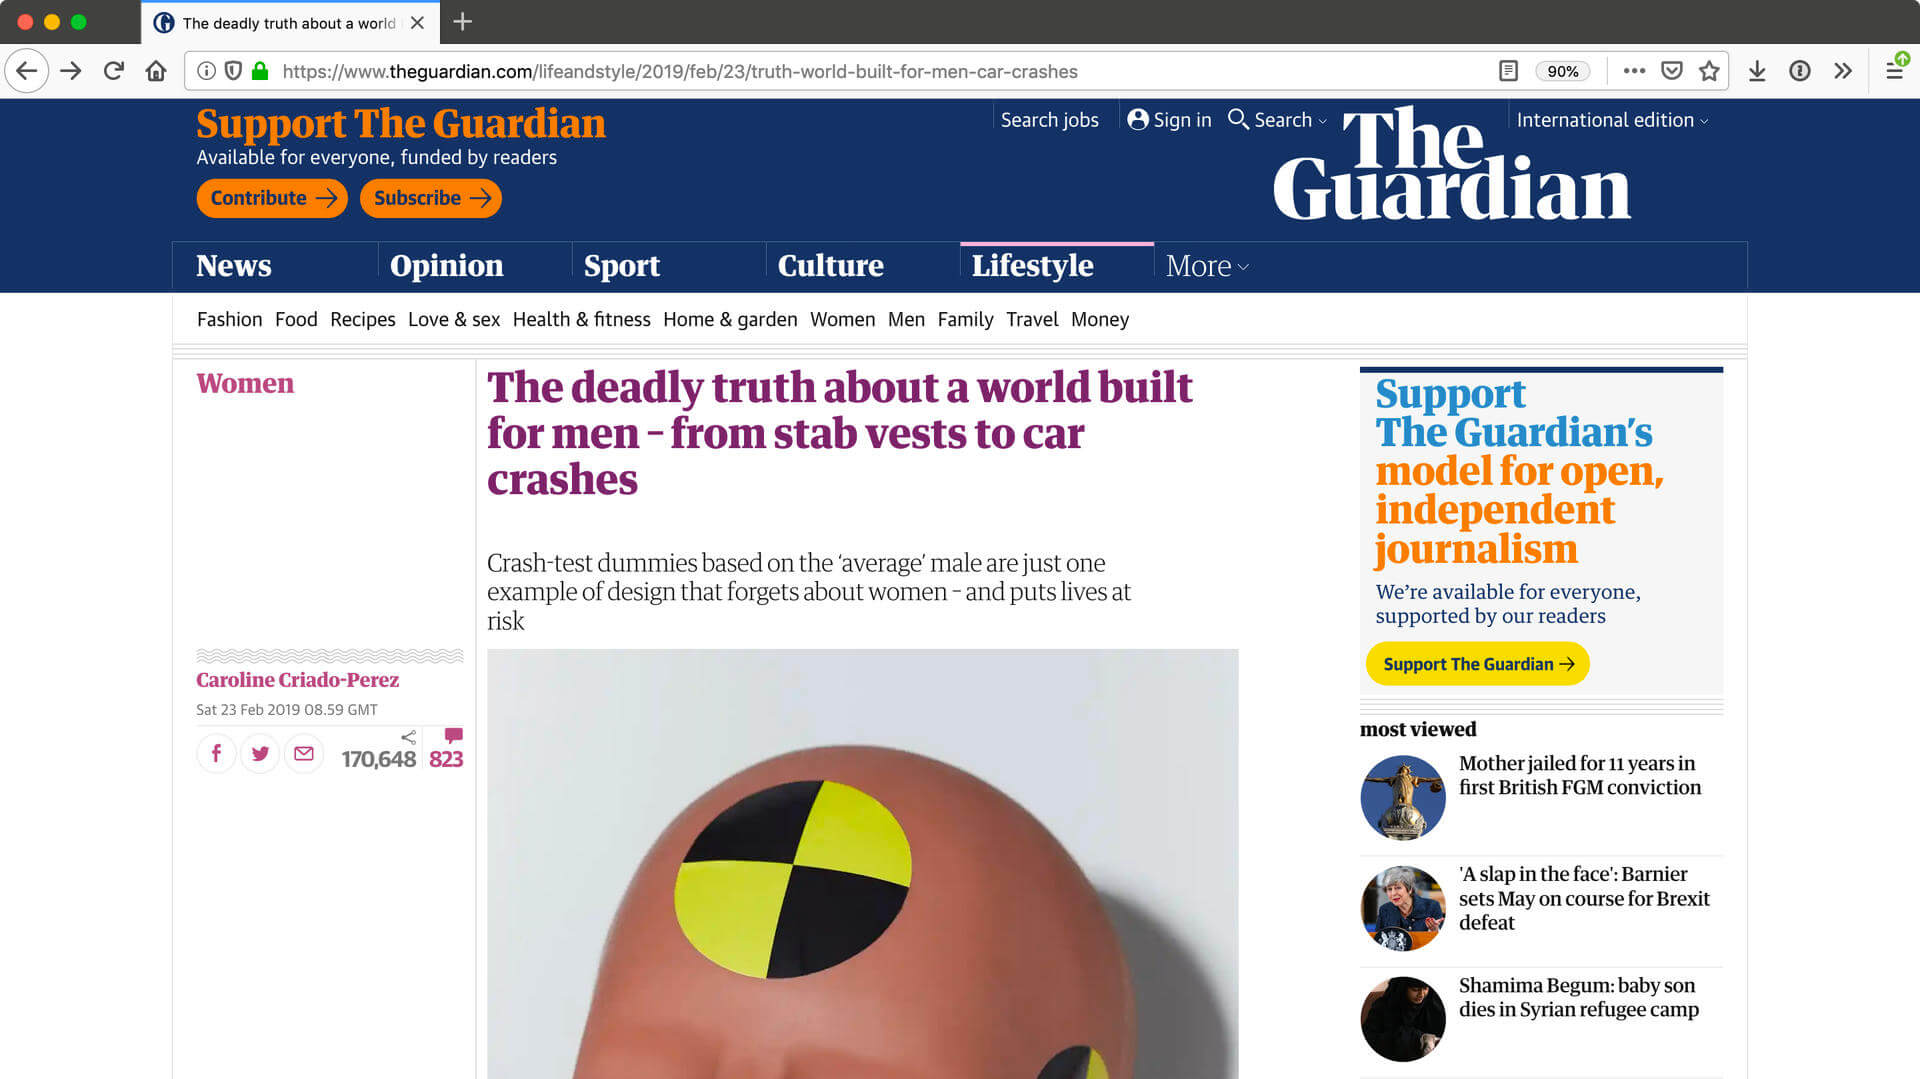 The deadly truth about a world
https://www.theguardian.com/lifeandstyle/2019/feb/23/truth-world-built-for-men-car-crashes
90%
Support The Guardian
Available for everyone, funded by readers
Contribute
Subscribe
Search jobs
Sign in
Search
International edition
The
Guardian
News
Opinion
Sport
Culture
Lifestyle
More
Fashion Food Recipes Love & sex Health & fitness Home & garden Women Men Family Travel Money
Women
The deadly truth about a world built
for men – from stab vests to car
crashes
Crash-test dummies based on the ‘average’ male are just one
example of design that forgets about women – and puts lives at
risk
Caroline Criado-Perez
Sat 23 Feb 2019 08.59 GMT
170,648
823
Support
The Guardian’s
model for open,
independent
journalism
We’re available for everyone,
supported by our readers
Support The Guardian
most viewed
Mother jailed for 11 years in
first British FGM conviction
'A slap in the face': Barnier
sets May on course for Brexit
defeat
Shamima Begum: baby son
dies in Syrian refugee camp